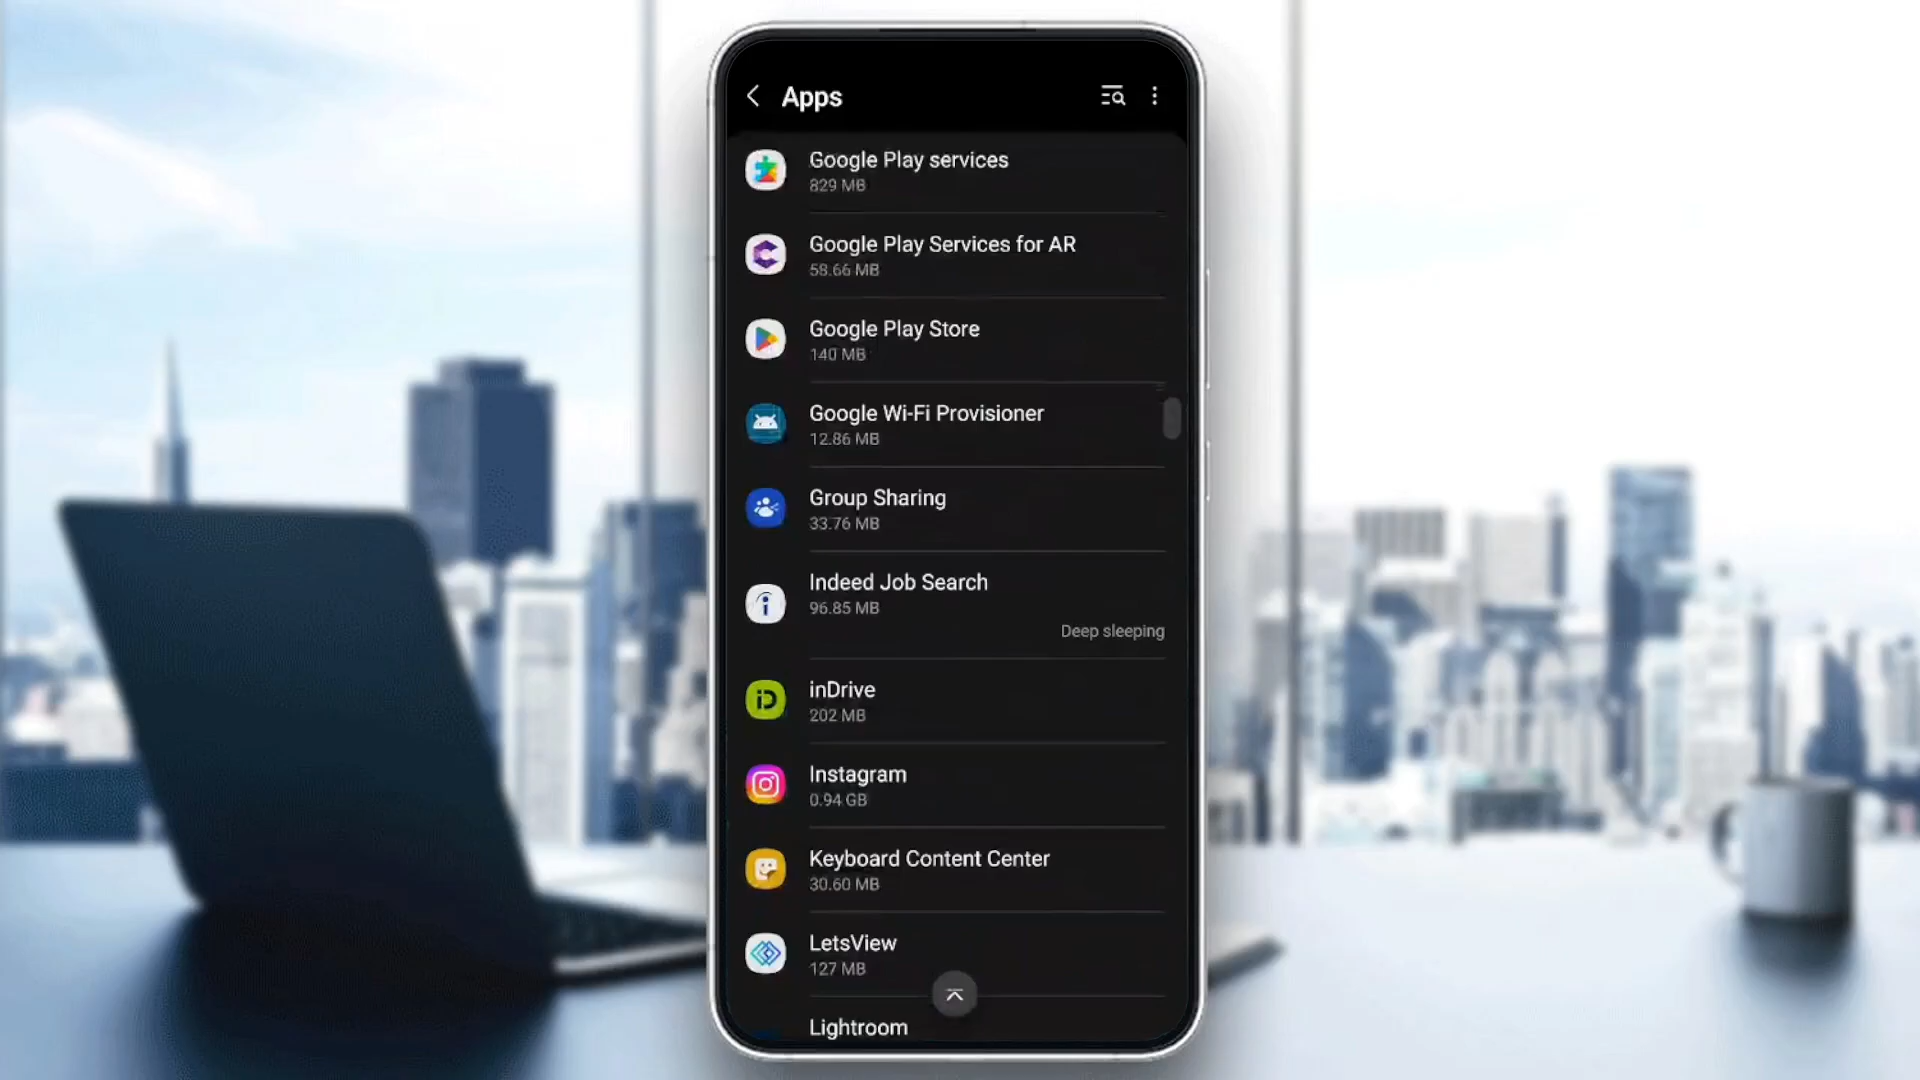 Apps
Google Play services
829 MB
Google Play Services for AR
58.66 MB
Google Play Store
140 MB
Google Wi-Fi Provisioner
12.86 MB
Group Sharing
33.76 MB
Indeed Job Search
96.85 MB
Deep sleeping
inDrive
202 MB
Instagram
0.94 GB
Keyboard Content Center
30.60 MB
LetsView
127 MB
Lightroom